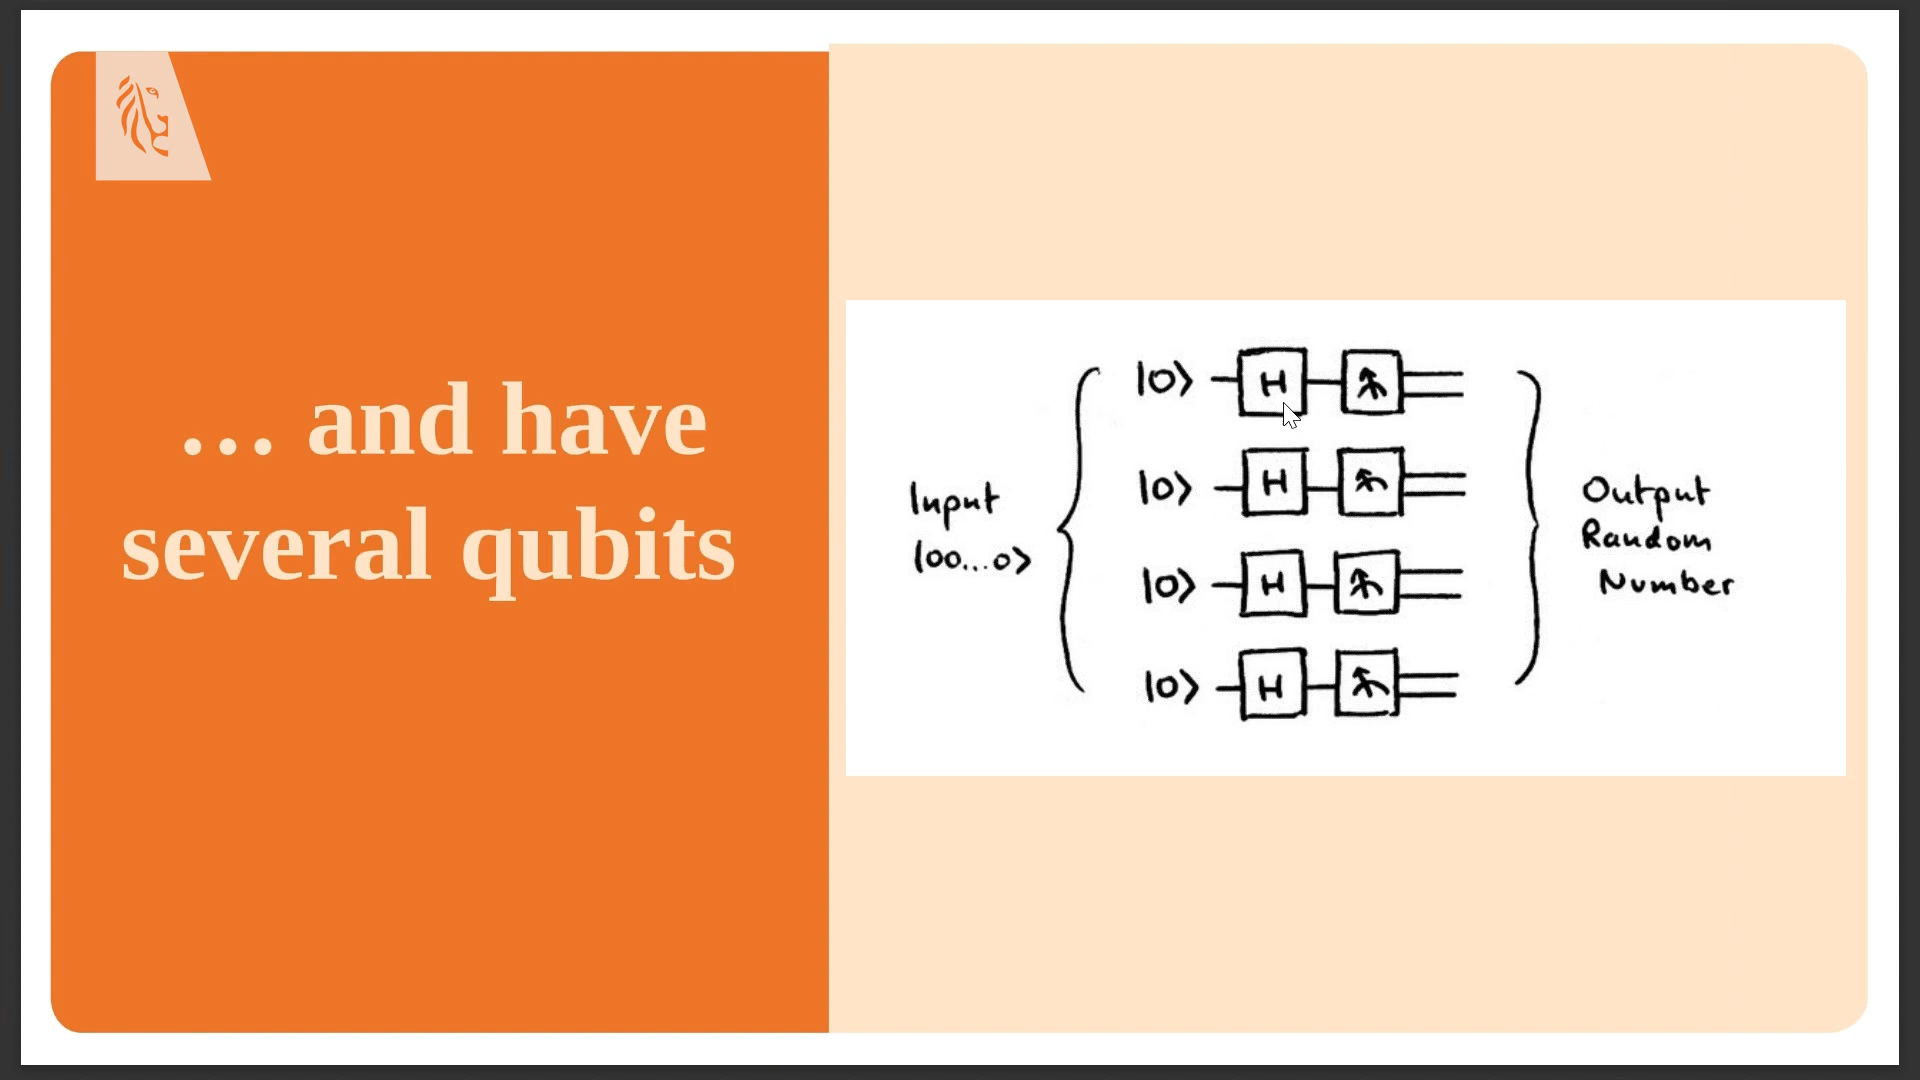 … and have
several qubits
Input
|00...0⟩
|0⟩ H
|0⟩ H
|0⟩ H
|0⟩ H
Output
Random
Number